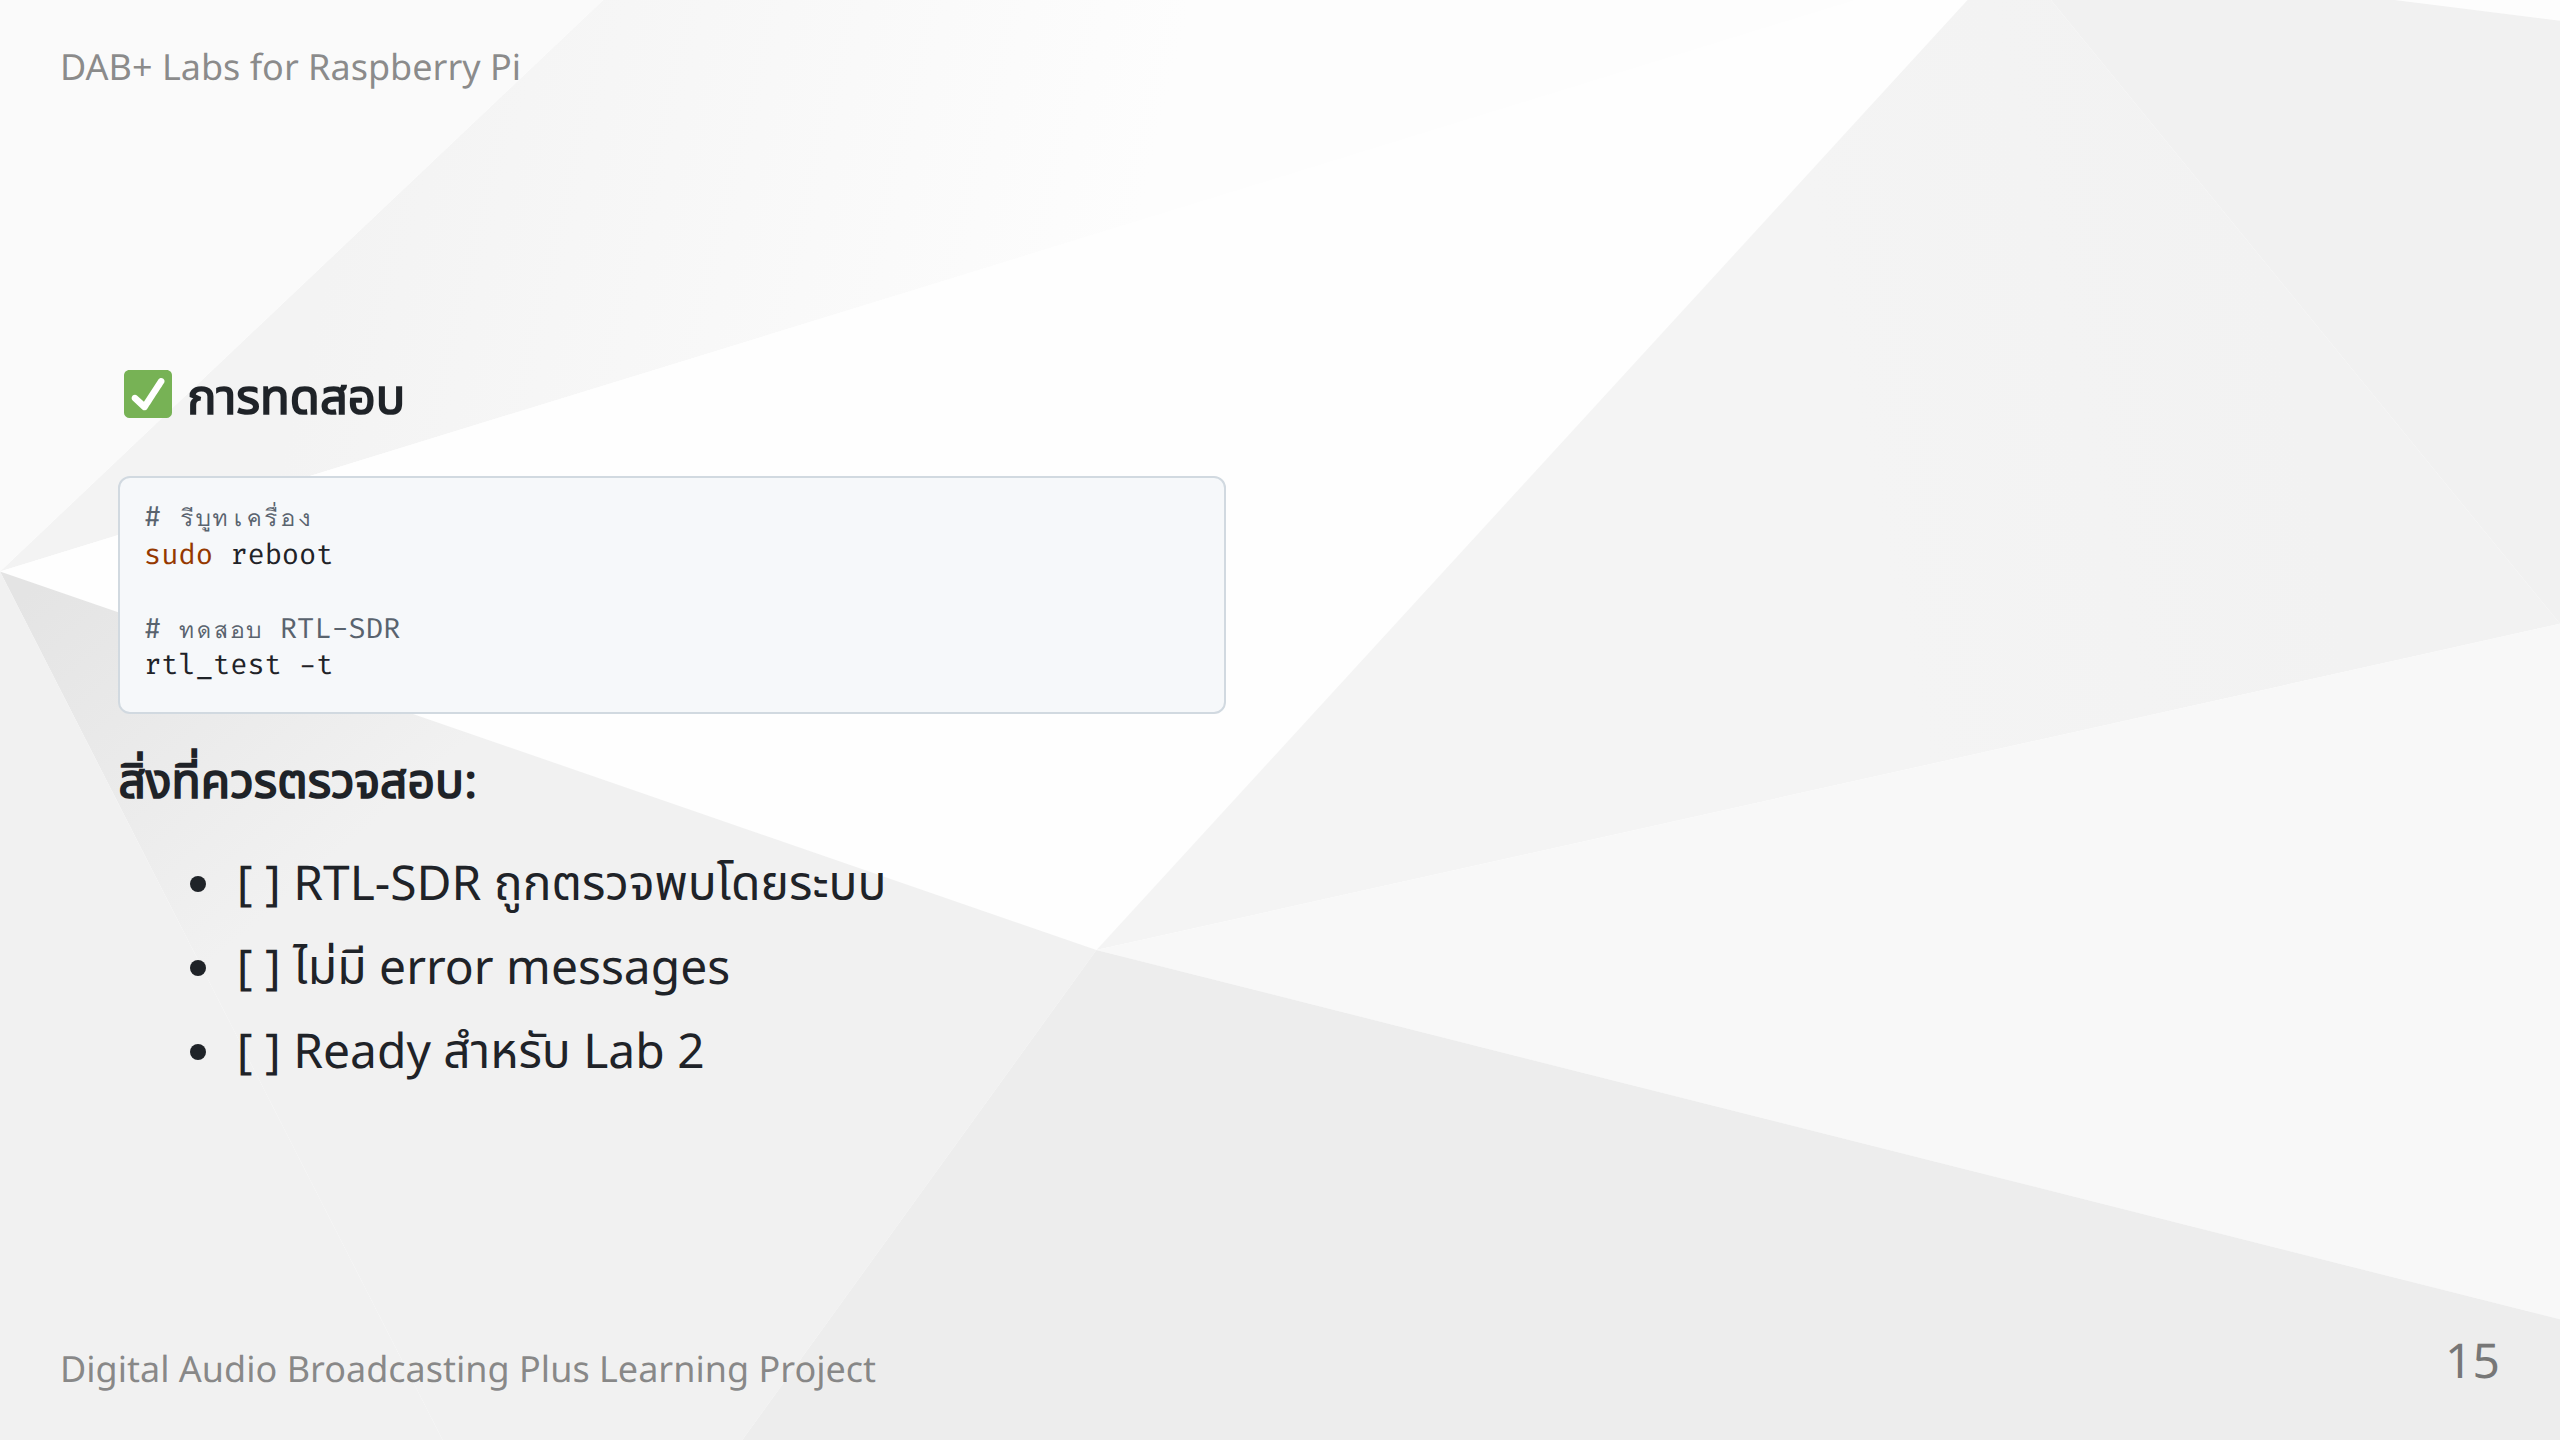 DAB+ Labs for Raspberry Pi
✅ การทดสอบ
# รีบูทเครื่อง
sudo reboot
# ทดสอบ RTL-SDR
rtl_test -t
สิ่งที่ควรตรวจสอบ:
• [ ] RTL-SDR ถูกตรวจพบโดยระบบ
• [ ] ไม่มี error messages
• [ ] Ready สำหรับ Lab 2
Digital Audio Broadcasting Plus Learning Project
15